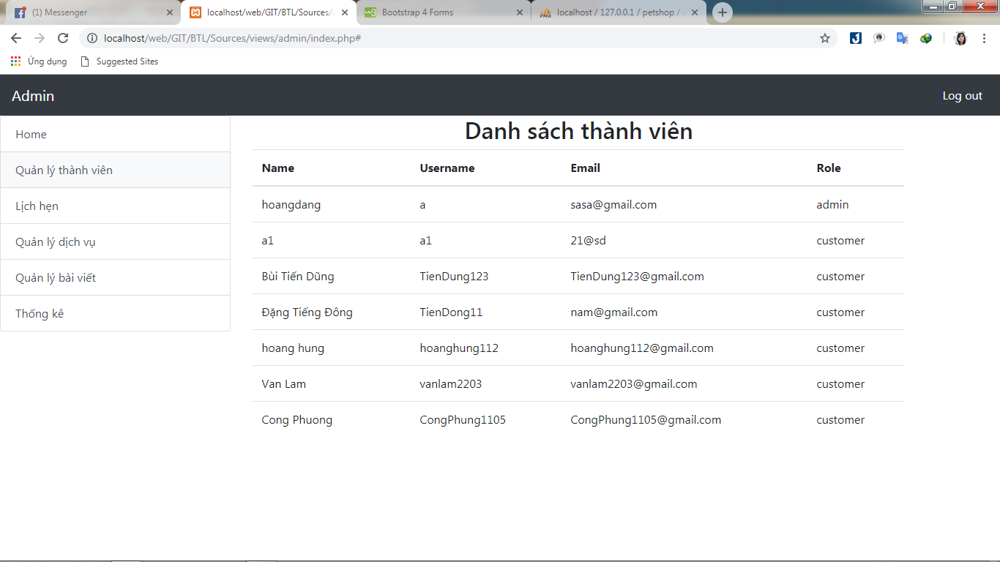 (1) Messenger
localhost/web/GIT/BTL/Sources/
Bootstrap 4 Forms
localhost / 127.0.0.1 / petshop /
localhost/web/GIT/BTL/Sources/views/admin/index.php#
Ứng dụng Suggested Sites
Admin Log out
Home
Quản lý thành viên
Lịch hẹn
Quản lý dịch vụ
Quản lý bài viết
Thống kê
Danh sách thành viên
Name Username Email Role
hoangdang a sasa@gmail.com admin
a1 a1 21@sd customer
Bùi Tiến Dũng TienDung123 TienDung123@gmail.com customer
Đặng Tiếng Đông TienDong11 nam@gmail.com customer
hoang hung hoanghung112 hoanghung112@gmail.com customer
Van Lam vanlam2203 vanlam2203@gmail.com customer
Cong Phuong CongPhung1105 CongPhung1105@gmail.com customer